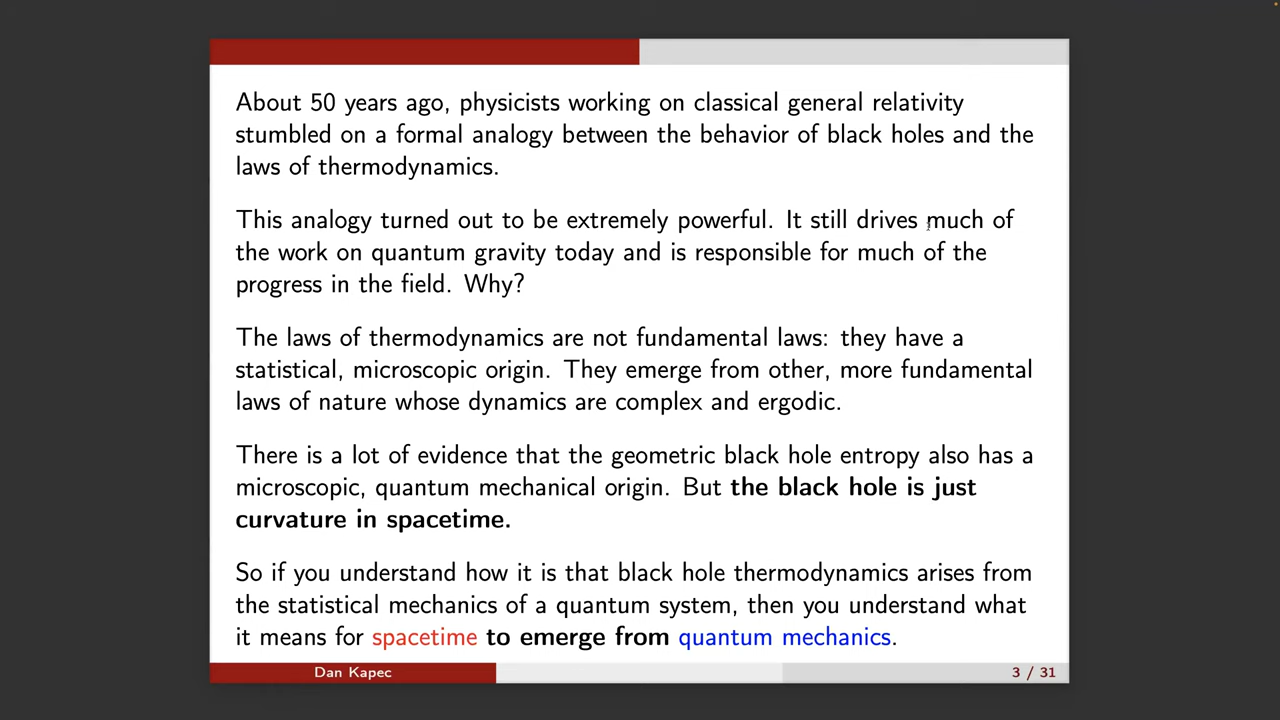 About 50 years ago, physicists working on classical general relativity
stumbled on a formal analogy between the behavior of black holes and the
laws of thermodynamics.
This analogy turned out to be extremely powerful. It still drives much of
the work on quantum gravity today and is responsible for much of the
progress in the field. Why?
The laws of thermodynamics are not fundamental laws: they have a
statistical, microscopic origin. They emerge from other, more fundamental
laws of nature whose dynamics are complex and ergodic.
There is a lot of evidence that the geometric black hole entropy also has a
microscopic, quantum mechanical origin. But the black hole is just
curvature in spacetime.
So if you understand how it is that black hole thermodynamics arises from
the statistical mechanics of a quantum system, then you understand what
it means for spacetime to emerge from quantum mechanics.
Dan Kapec
3 / 31